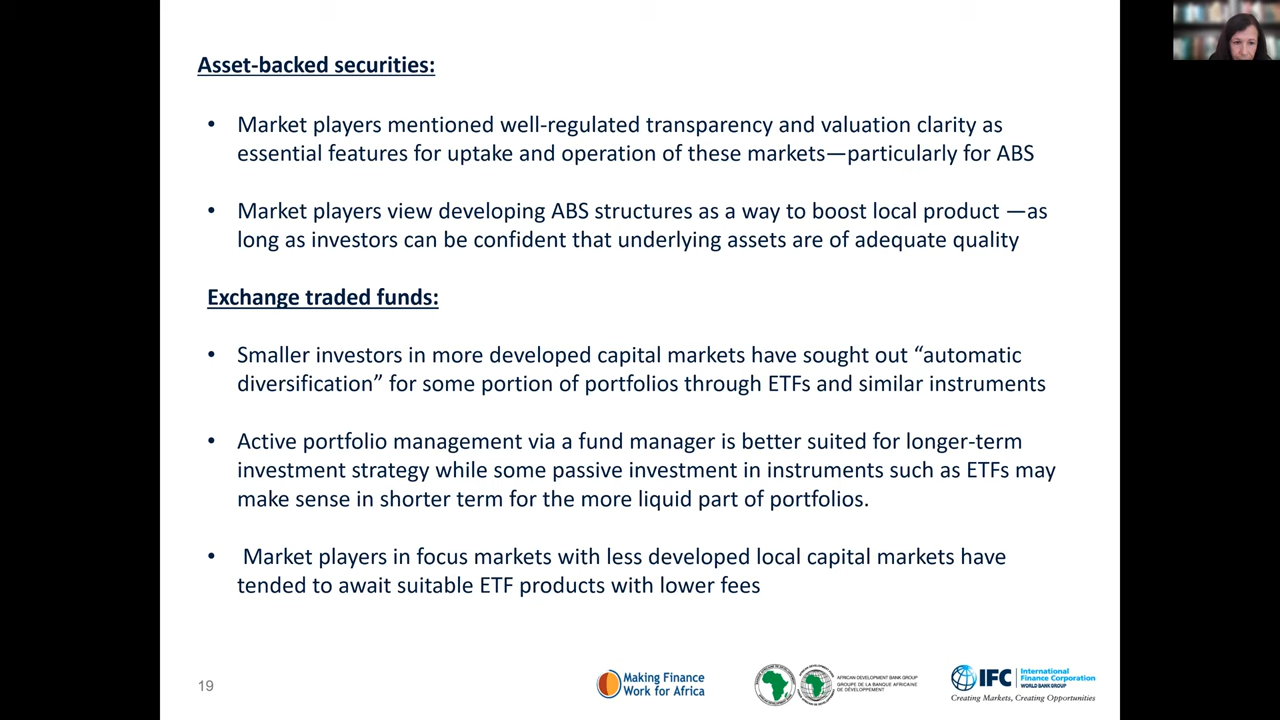 Asset-backed securities:
• Market players mentioned well-regulated transparency and valuation clarity as
essential features for uptake and operation of these markets—particularly for ABS
• Market players view developing ABS structures as a way to boost local product —as
long as investors can be confident that underlying assets are of adequate quality
Exchange traded funds:
• Smaller investors in more developed capital markets have sought out “automatic
diversification” for some portion of portfolios through ETFs and similar instruments
• Active portfolio management via a fund manager is better suited for longer-term
investment strategy while some passive investment in instruments such as ETFs may
make sense in shorter term for the more liquid part of portfolios.
• Market players in focus markets with less developed local capital markets have
tended to await suitable ETF products with lower fees
19
Making Finance
Work for Africa
AFRICAN DEVELOPMENT BANK GROUP
GROUPE DE LA BANQUE AFRICAINE
DE DÉVELOPPEMENT
IFC
International
Finance Corporation
WORLD BANK GROUP
Creating Markets, Creating Opportunities